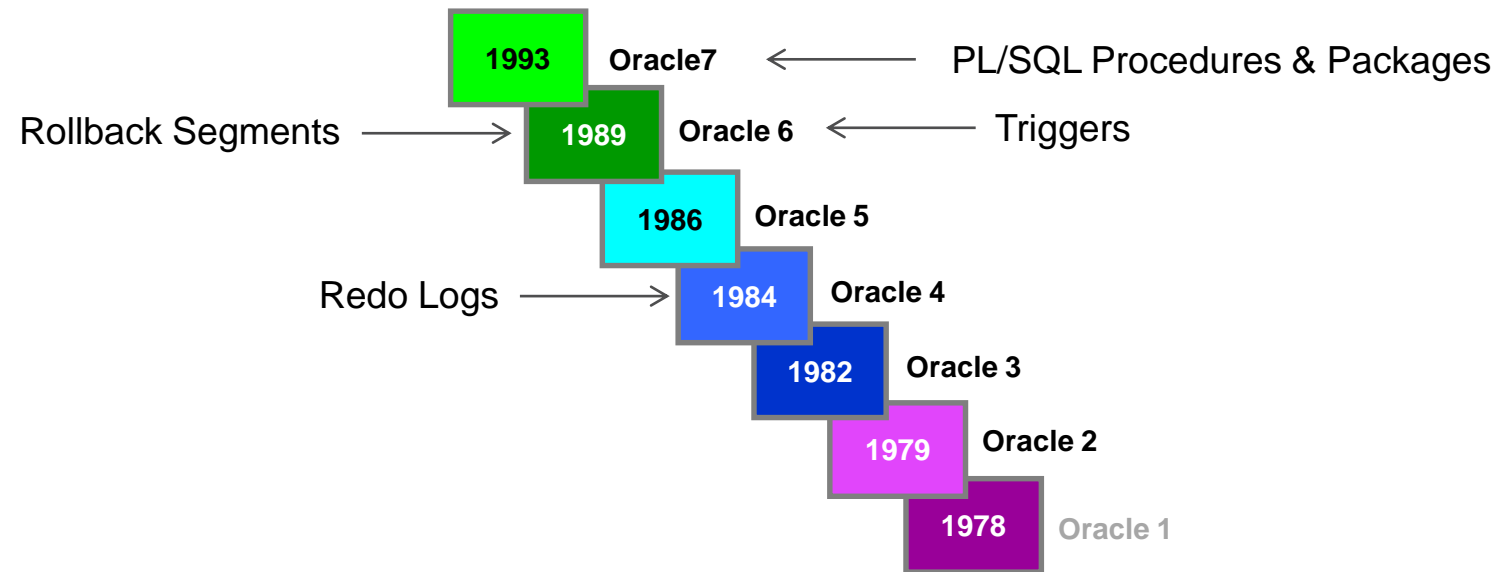 1993 Oracle7 PL/SQL Procedures & Packages
Rollback Segments 1989 Oracle 6 Triggers
1986 Oracle 5
Redo Logs 1984 Oracle 4
1982 Oracle 3
1979 Oracle 2
1978 Oracle 1